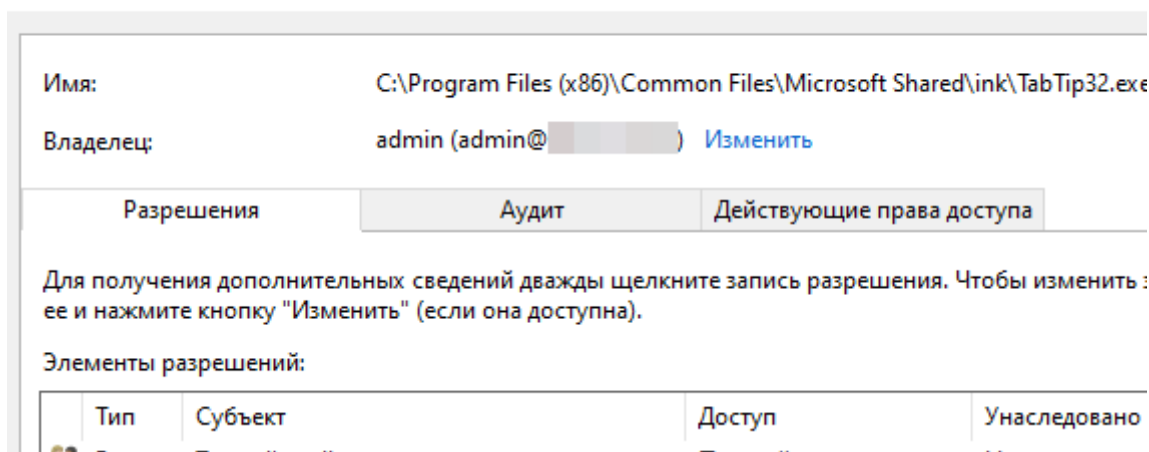 Имя: C:\Program Files (x86)\Common Files\Microsoft Shared\ink\TabTip32.exe
Владелец: admin (admin@ ) Изменить
Разрешения Аудит Действующие права доступа
Для получения дополнительных сведений дважды щелкните запись разрешения. Чтобы изменить
ее и нажмите кнопку "Изменить" (если она доступна).
Элементы разрешений:
Тип Субъект Доступ Унаследовано